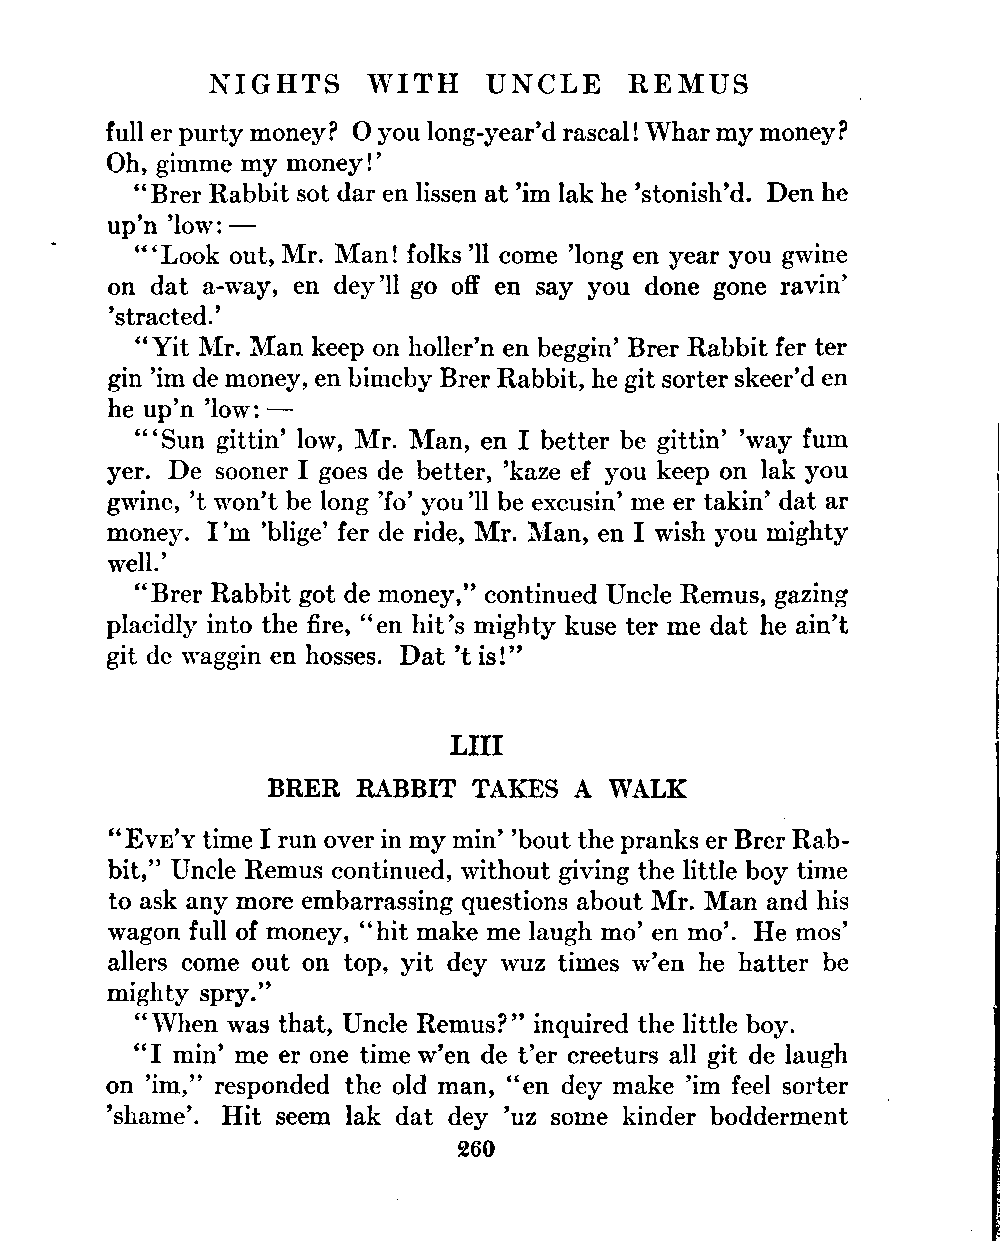 NIGHTS WITH UNCLE REMUS
full er purty money? O you long-year'd rascal! Whar my money?
Oh, gimme my money!'
"Brer Rabbit sot dar en lissen at 'im lak he 'stonish'd. Den he
up'n 'low: —
"'Look out, Mr. Man! folks 'll come 'long en year you gwine
on dat a-way, en dey 'll go off en say you done gone ravin'
'stracted.'
"Yit Mr. Man keep on holler'n en beggin' Brer Rabbit fer ter
gin 'im de money, en bimeby Brer Rabbit, he git sorter skeer'd en
he up'n 'low: —
"'Sun gittin' low, Mr. Man, en I better be gittin' 'way fum
yer. De sooner I goes de better, 'kaze ef you keep on lak you
gwine, 't won't be long 'fo' you 'll be excusin' me er takin' dat ar
money. I 'm 'blige' fer de ride, Mr. Man, en I wish you mighty
well.'
"Brer Rabbit got de money," continued Uncle Remus, gazing
placidly into the fire, "en hit's mighty kuse ter me dat he ain't
git de waggin en hosses. Dat 't is!"
LIII
BRER RABBIT TAKES A WALK
"EVE'Y time I run over in my min' 'bout the pranks er Brer Rab-
bit," Uncle Remus continued, without giving the little boy time
to ask any more embarrassing questions about Mr. Man and his
wagon full of money, "hit make me laugh mo' en mo'. He mos'
allers come out on top, yit dey wuz times w'en he hatter be
mighty spry."
"When was that, Uncle Remus?" inquired the little boy.
"I min' me er one time w'en de t'er creeturs all git de laugh
on 'im," responded the old man, "en dey make 'im feel sorter
'shame'. Hit seem lak dat dey 'uz some kinder bodderment
260